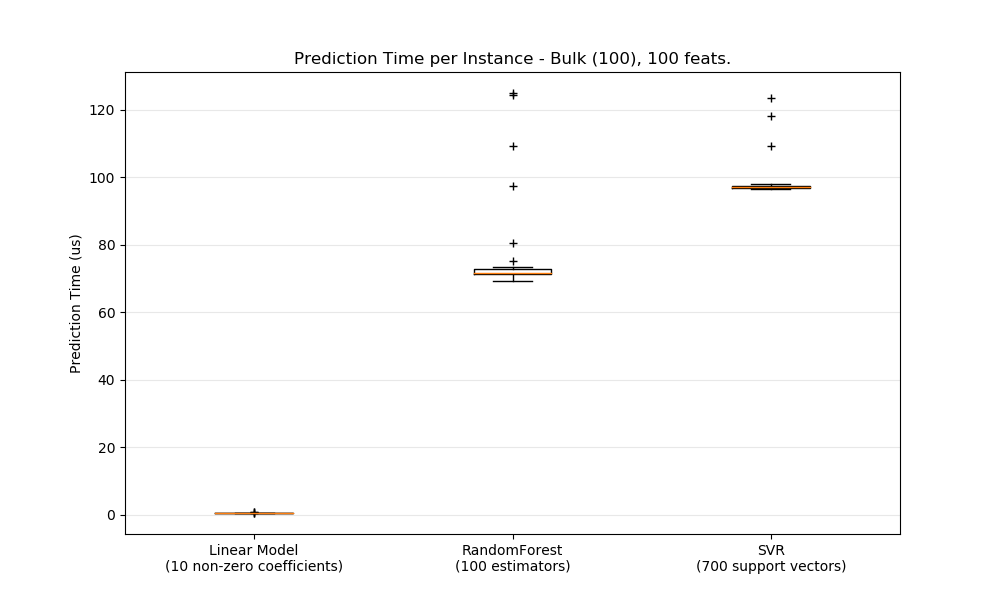 Prediction Time per Instance - Bulk (100), 100 feats.
Prediction Time (us)
120
100
80
60
40
20
0
Linear Model
(10 non-zero coefficients)
RandomForest
(100 estimators)
SVR
(700 support vectors)